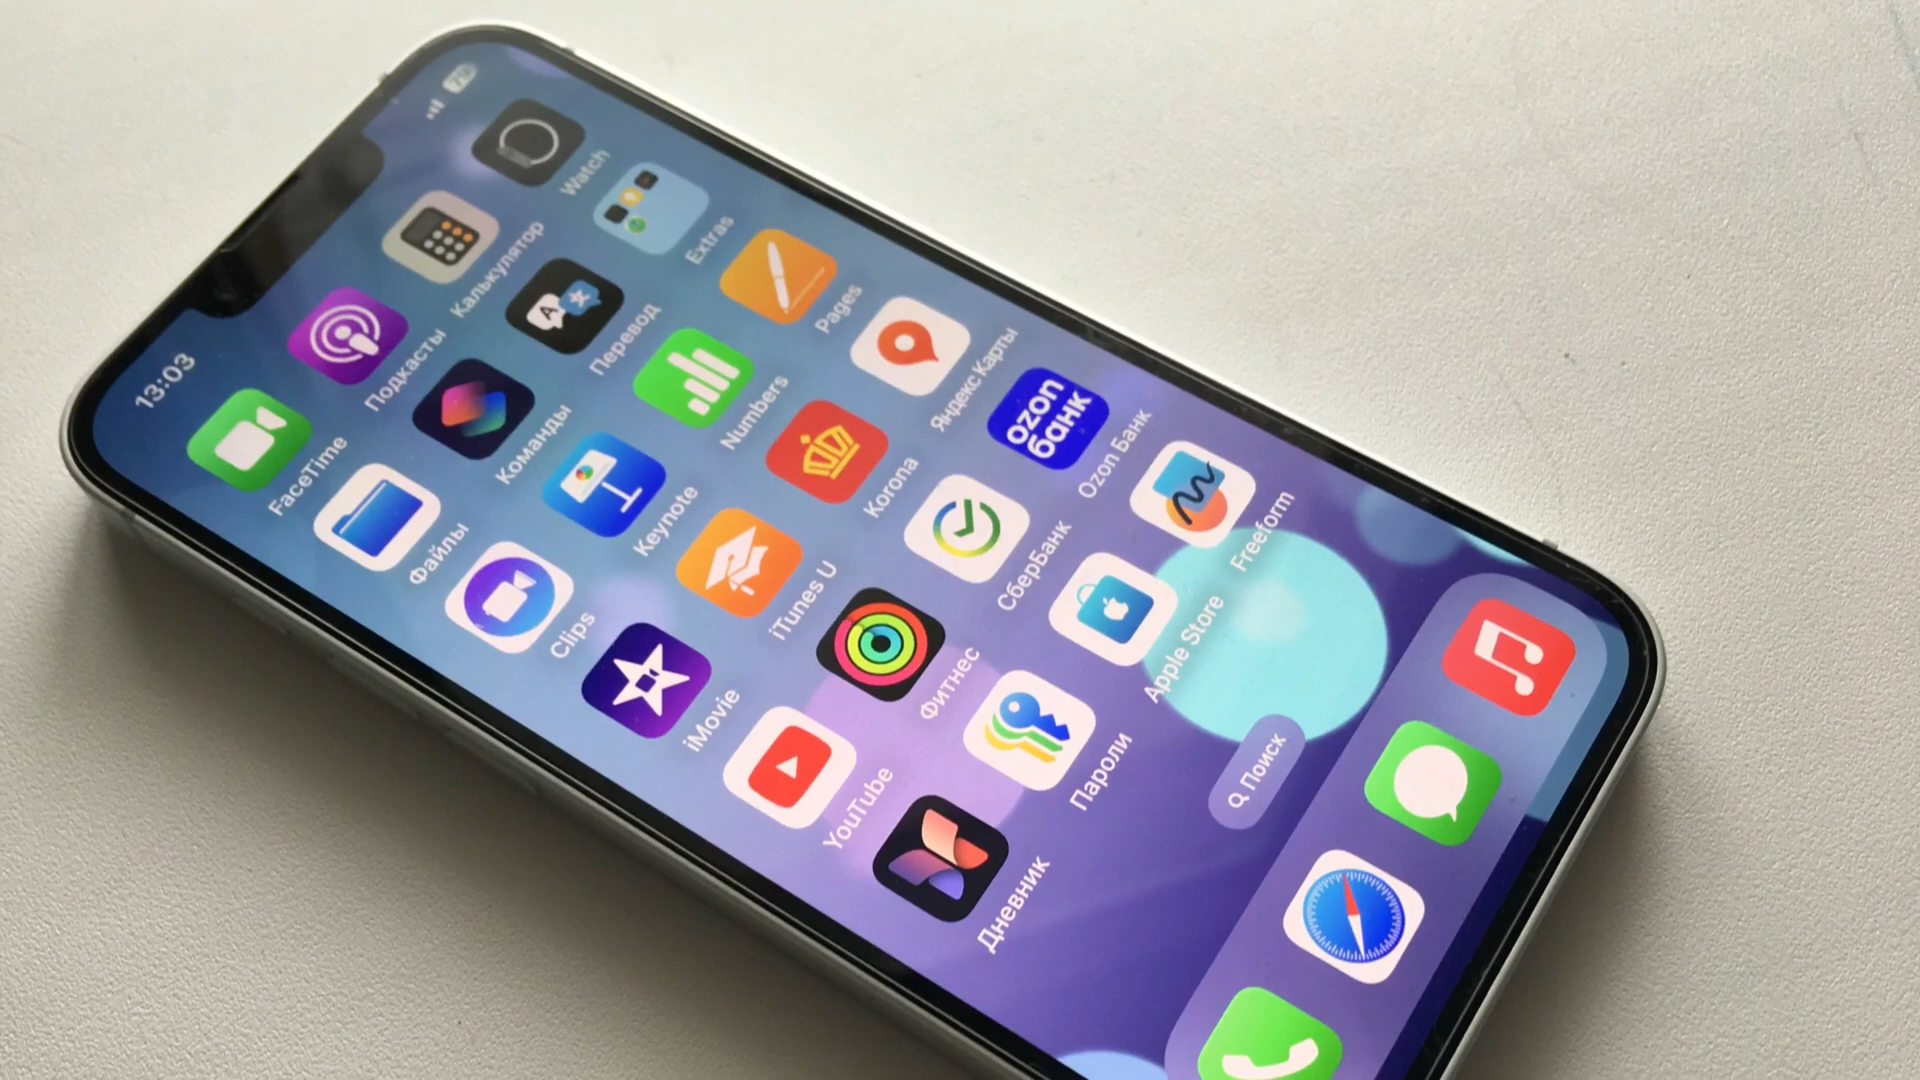 13:03
FaceTime
Подкасты
Калькулятор
Watch
Файлы
Команды
Перевод
Extras
Clips
Keynote
Numbers
Pages
iMovie
iTunes U
Korona
Яндекс Карты
YouTube
Фитнес
СберБанк
ozon
банк
Ozon Банк
Дневник
Пароли
Apple Store
Freeform
Поиск